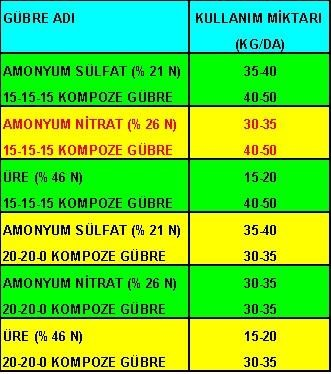 GÜBRE ADI KULLANIM MİKTARI
(KG/DA)
AMONYUM SÜLFAT (% 21 N) 35-40
15-15-15 KOMPOZE GÜBRE 40-50
AMONYUM NİTRAT (% 26 N) 30-35
15-15-15 KOMPOZE GÜBRE 40-50
ÜRE (% 46 N) 15-20
15-15-15 KOMPOZE GÜBRE 40-50
AMONYUM SÜLFAT (% 21 N) 35-40
20-20-0 KOMPOZE GÜBRE 30-35
AMONYUM NİTRAT (% 26 N) 30-35
20-20-0 KOMPOZE GÜBRE 30-35
ÜRE (% 46 N) 15-20
20-20-0 KOMPOZE GÜBRE 30-35